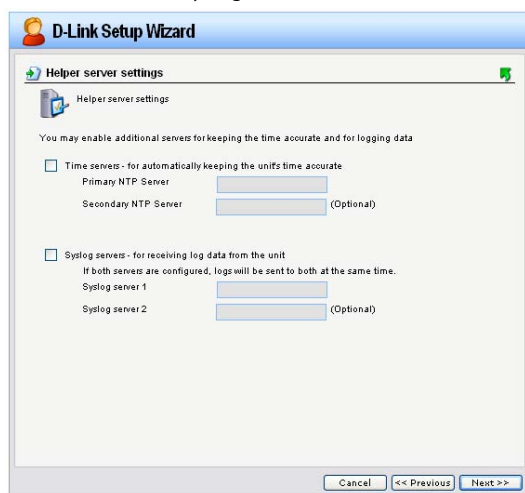 D-Link Setup Wizard
Helper server settings
Helper server settings
You may enable additional servers for keeping the time accurate and for logging data
Time servers - for automatically keeping the unit's time accurate
Primary NTP Server
Secondary NTP Server (Optional)
Syslog servers - for receiving log data from the unit
If both servers are configured, logs will be sent to both at the same time.
Syslog server 1
Syslog server 2 (Optional)
Cancel << Previous Next >>